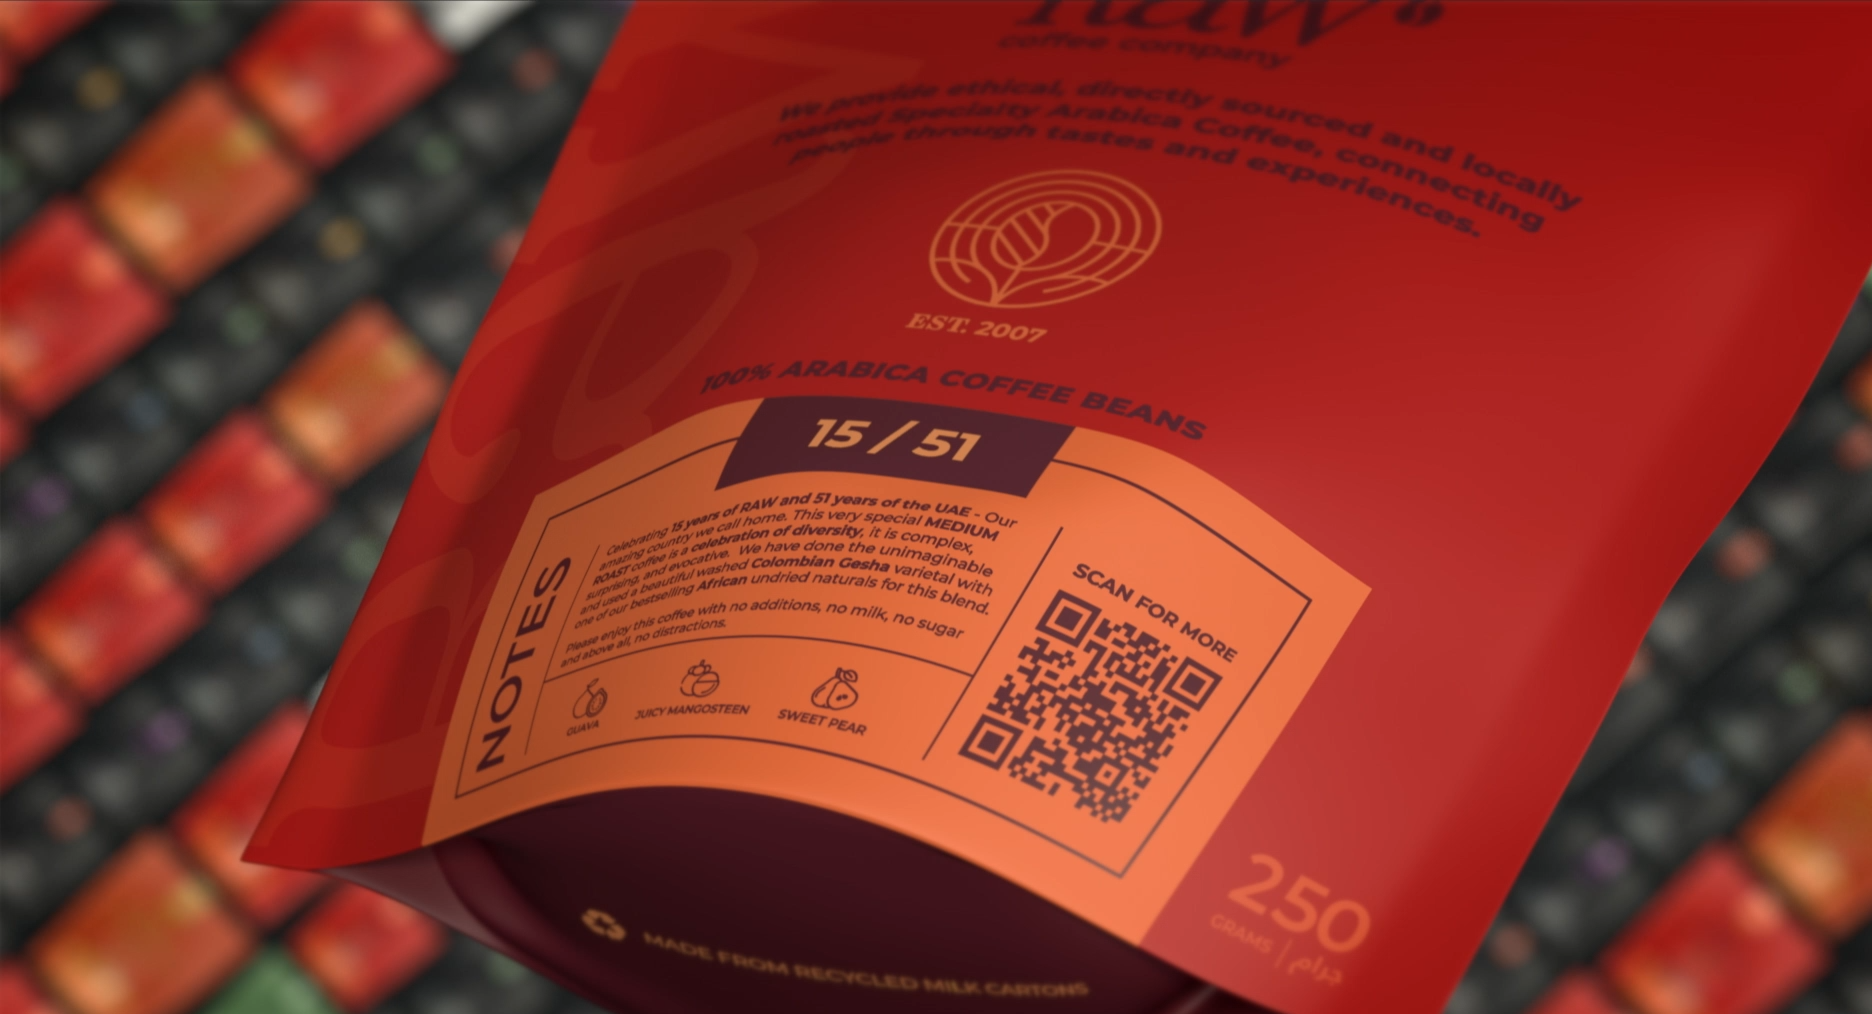 Raw
coffee company
We provide ethical, directly sourced and locally
roasted Specialty Arabica Coffee, connecting
people through tastes and experiences.
EST. 2007
100% ARABICA COFFEE BEANS
15 / 51
NOTES
Celebrating 15 years of RAW and 51 years of the UAE - Our
amazing country we call home. This very special MEDIUM
ROAST coffee is a celebration of diversity, it is complex,
surprising, and evocative. We have done the unimaginable
and used a beautiful washed Colombian Gesha varietal with
one of our bestselling African undried naturals for this blend.
Please enjoy this coffee with no additions, no milk, no sugar
and above all, no distractions.
GUAVA
JUICY MANGOSTEEN
SWEET PEAR
SCAN FOR MORE
250
GRAMS | جرام
MADE FROM RECYCLED MILK CARTONS